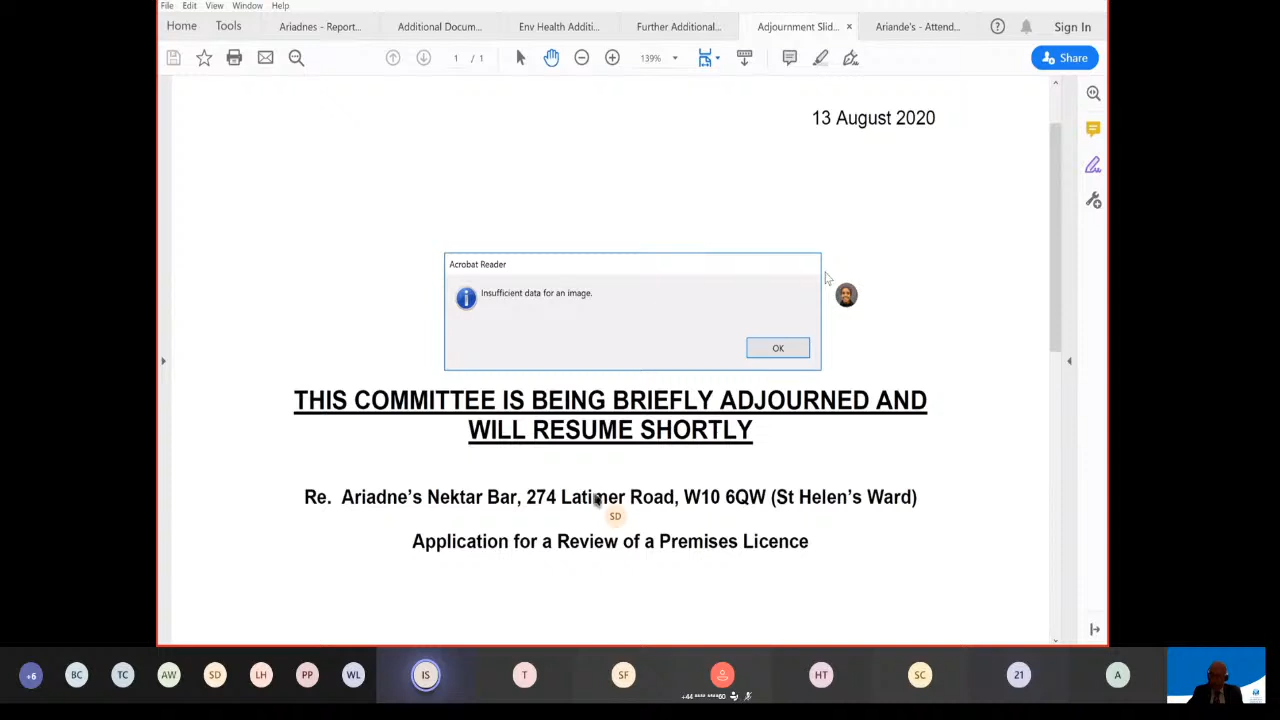 File Edit View Window Help
Home Tools Ariadnes - Report... Additional Docum... Env Health Additi... Further Additional... Adjournment Slid... × Ariande's - Attend... Sign In
1 / 1 139% Share
13 August 2020
Acrobat Reader
Insufficient data for an image.
OK
THIS COMMITTEE IS BEING BRIEFLY ADJOURNED AND
WILL RESUME SHORTLY
Re. Ariadne's Nektar Bar, 274 Latimer Road, W10 6QW (St Helen's Ward)
SD
Application for a Review of a Premises Licence
+6 BC TC AW SD LH PP WL IS T SF HT SC 21 A
+44 **** ****60